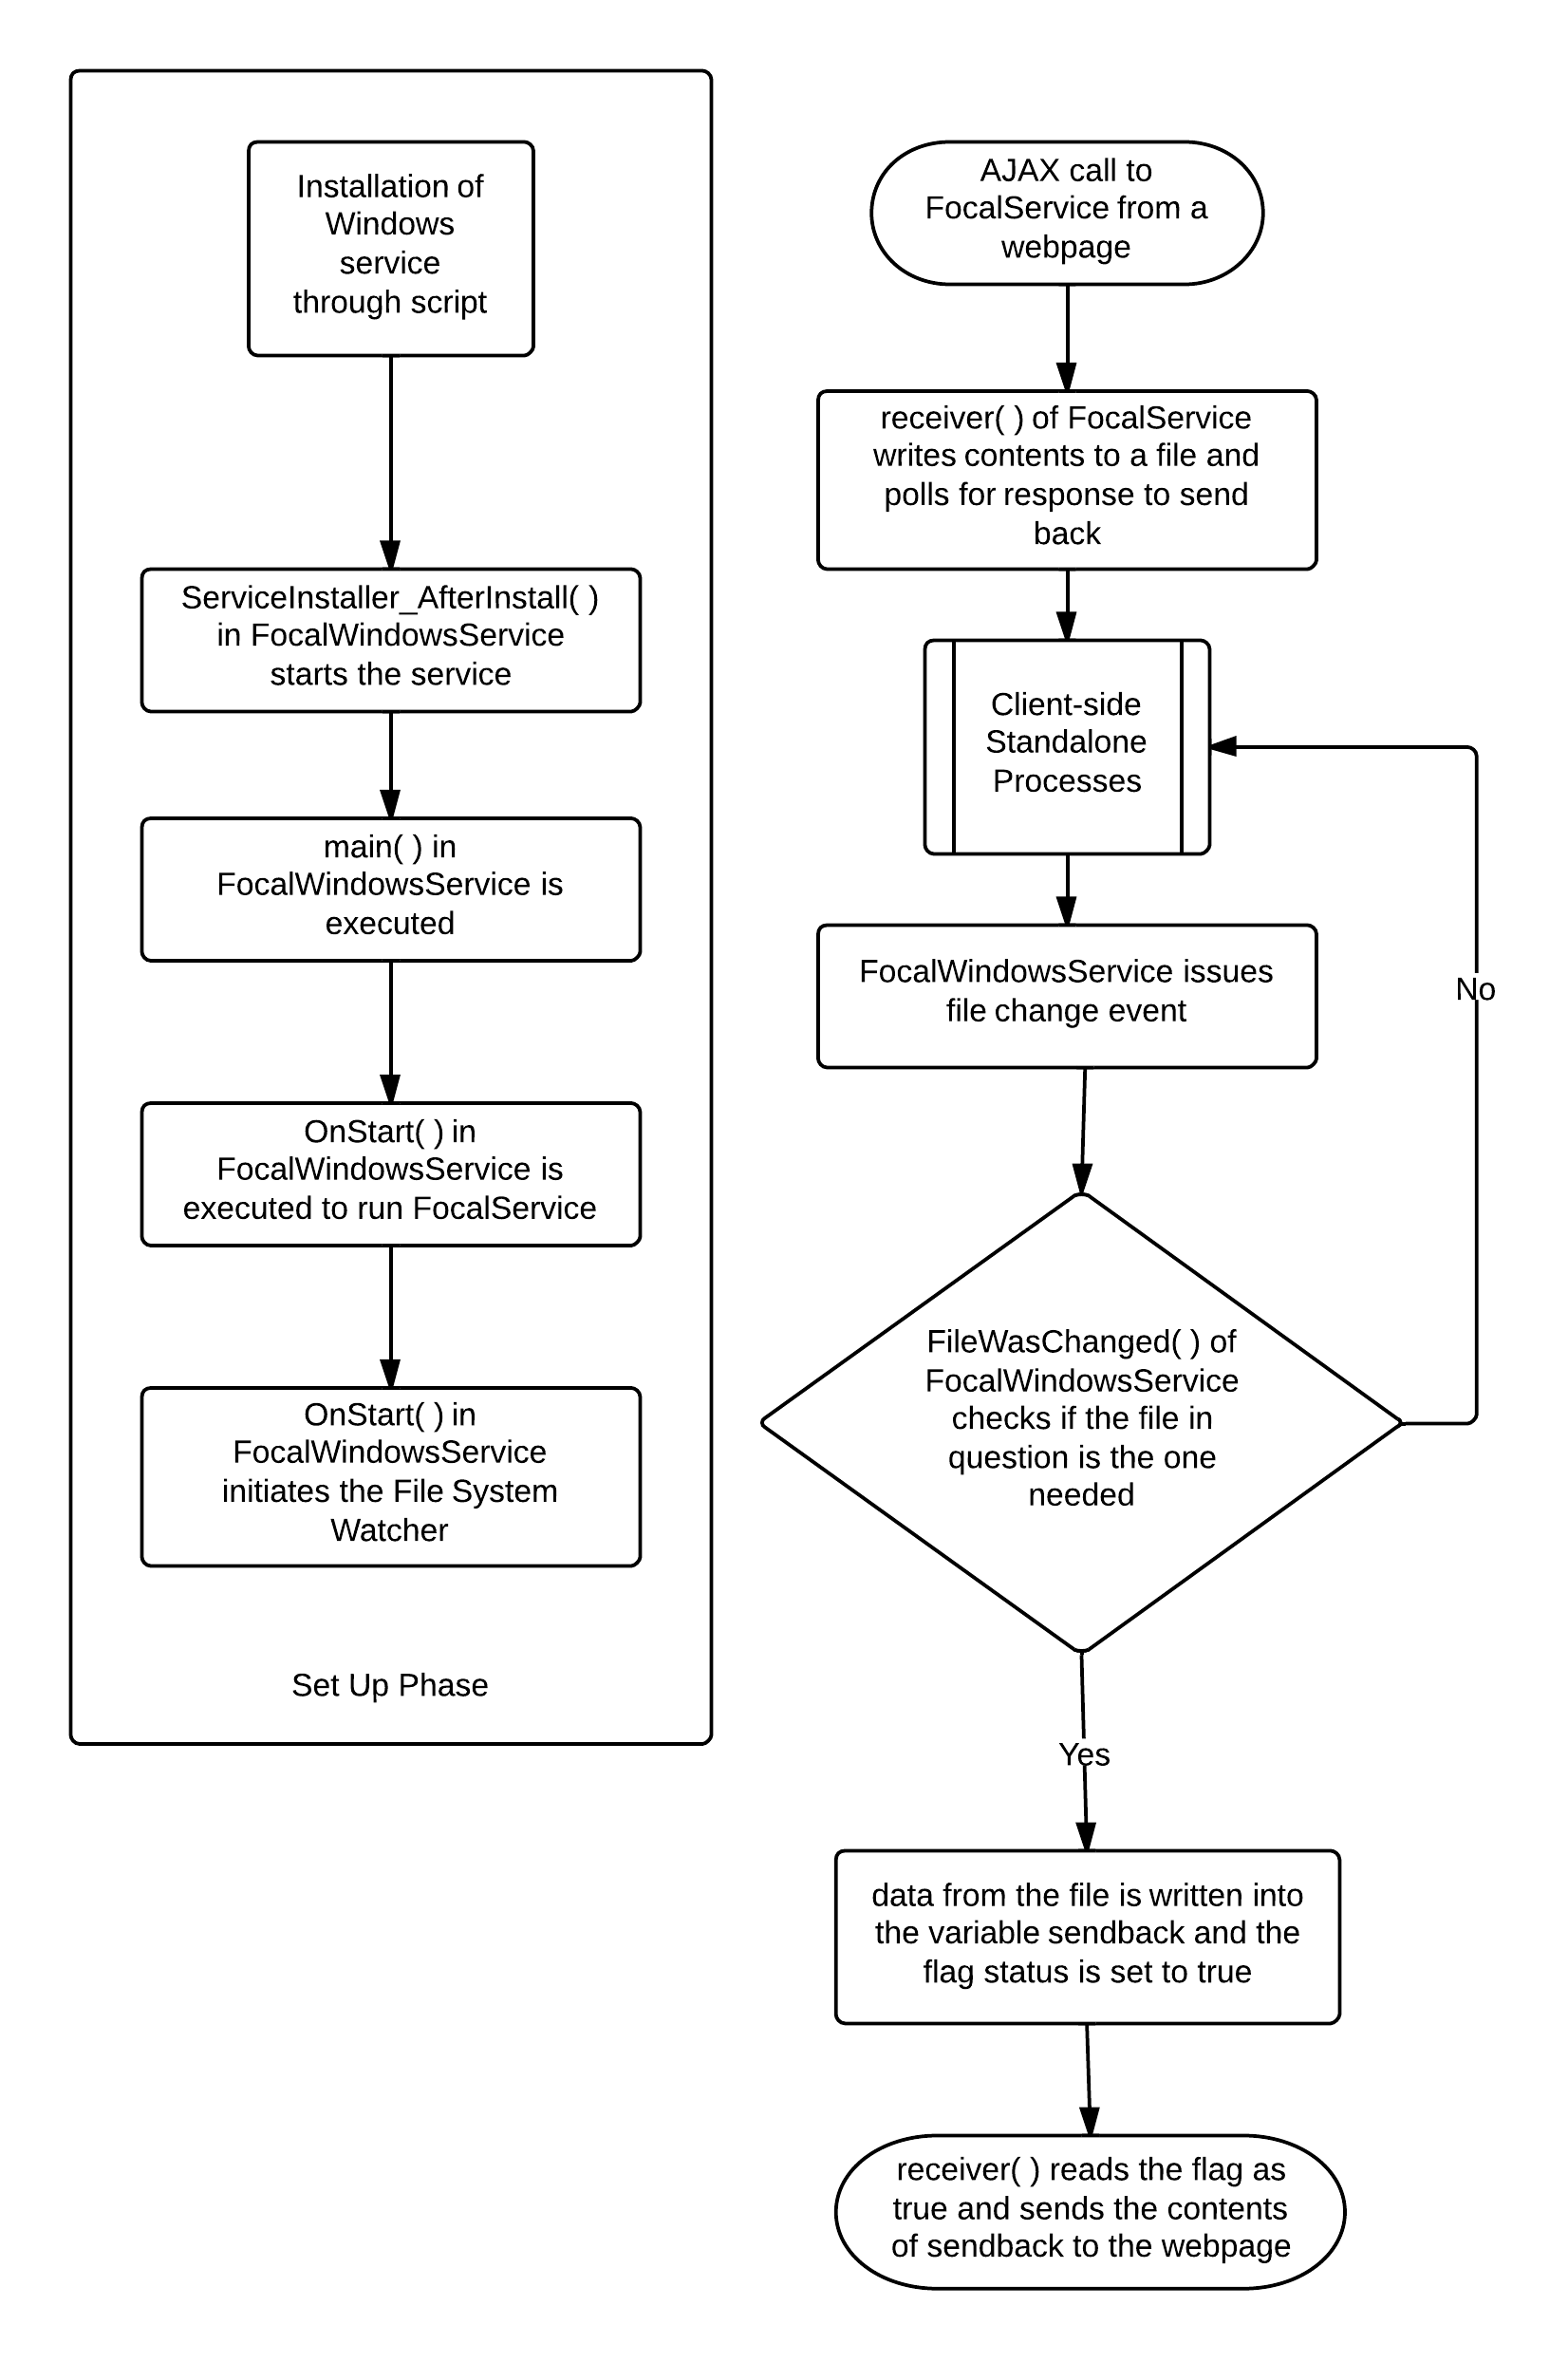 Installation of
Windows
service
through script
ServiceInstaller_AfterInstall( )
in FocalWindowsService
starts the service
main( ) in
FocalWindowsService is
executed
OnStart( ) in
FocalWindowsService is
executed to run FocalService
OnStart( ) in
FocalWindowsService
initiates the File System
Watcher
Set Up Phase
AJAX call to
FocalService from a
webpage
receiver( ) of FocalService
writes contents to a file and
polls for response to send
back
Client-side
Standalone
Processes
FocalWindowsService issues
file change event
No
FileWasChanged( ) of
FocalWindowsService
checks if the file in
question is the one
needed
Yes
data from the file is written into
the variable sendback and the
flag status is set to true
receiver( ) reads the flag as
true and sends the contents
of sendback to the webpage